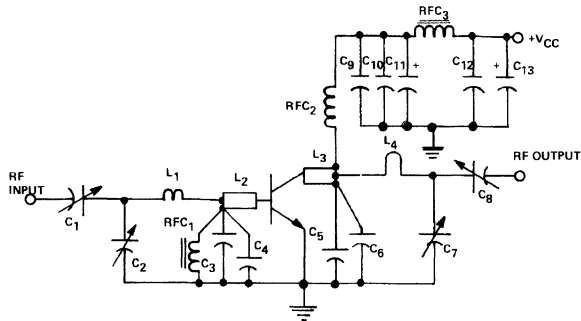 RFC3
+VCC
C9 C10 C11 + C12 + C13
RFC2
L3 L4
RF INPUT
L1 L2
RF OUTPUT
C1
RFC1
C8
C2
C3 C4 C5 C6 C7